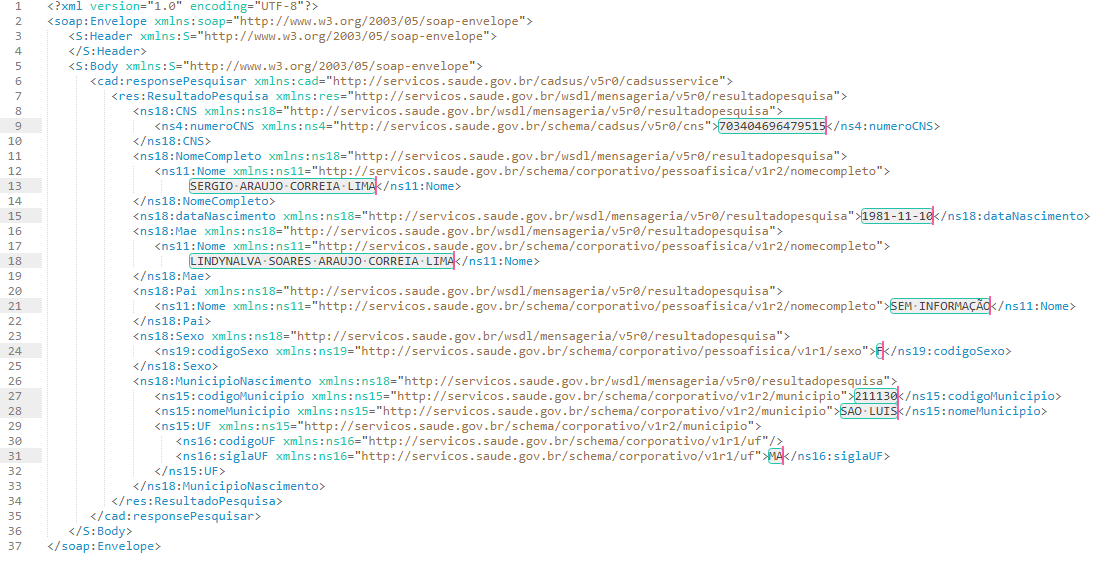 1 <?xml version="1.0" encoding="UTF-8"?>
2 <soap:Envelope xmlns:soap="http://www.w3.org/2003/05/soap-envelope">
3 <S:Header xmlns:S="http://www.w3.org/2003/05/soap-envelope">
4 </S:Header>
5 <S:Body xmlns:S="http://www.w3.org/2003/05/soap-envelope">
6 <cad:responsePesquisar xmlns:cad="http://servicos.saude.gov.br/cadsus/v5r0/cadsusservice">
7 <res:ResultadoPesquisa xmlns:res="http://servicos.saude.gov.br/wsdl/mensageria/v5r0/resultadopesquisa">
8 <ns18:CNS xmlns:ns18="http://servicos.saude.gov.br/wsdl/mensageria/v5r0/resultadopesquisa">
9 <ns4:numeroCNS xmlns:ns4="http://servicos.saude.gov.br/schema/cadsus/v5r0/cns">703404696479515</ns4:numeroCNS>
10 </ns18:CNS>
11 <ns18:NomeCompleto xmlns:ns18="http://servicos.saude.gov.br/wsdl/mensageria/v5r0/resultadopesquisa">
12 <ns11:Nome xmlns:ns11="http://servicos.saude.gov.br/schema/corporativo/pessoafisica/v1r2/nomecompleto">
13 SERGIO·ARAUJO·CORREIA·LIMA</ns11:Nome>
14 </ns18:NomeCompleto>
15 <ns18:dataNascimento xmlns:ns18="http://servicos.saude.gov.br/wsdl/mensageria/v5r0/resultadopesquisa">1981-11-10</ns18:dataNascimento>
16 <ns18:Mae xmlns:ns18="http://servicos.saude.gov.br/wsdl/mensageria/v5r0/resultadopesquisa">
17 <ns11:Nome xmlns:ns11="http://servicos.saude.gov.br/schema/corporativo/pessoafisica/v1r2/nomecompleto">
18 LINDYNALVA·SOARES·ARAUJO·CORREIA·LIMA</ns11:Nome>
19 </ns18:Mae>
20 <ns18:Pai xmlns:ns18="http://servicos.saude.gov.br/wsdl/mensageria/v5r0/resultadopesquisa">
21 <ns11:Nome xmlns:ns11="http://servicos.saude.gov.br/schema/corporativo/pessoafisica/v1r2/nomecompleto">SEM·INFORMAÇÃO</ns11:Nome>
22 </ns18:Pai>
23 <ns18:Sexo xmlns:ns18="http://servicos.saude.gov.br/wsdl/mensageria/v5r0/resultadopesquisa">
24 <ns19:codigoSexo xmlns:ns19="http://servicos.saude.gov.br/schema/corporativo/pessoafisica/v1r1/sexo">F</ns19:codigoSexo>
25 </ns18:Sexo>
26 <ns18:MunicipioNascimento xmlns:ns18="http://servicos.saude.gov.br/wsdl/mensageria/v5r0/resultadopesquisa">
27 <ns15:codigoMunicipio xmlns:ns15="http://servicos.saude.gov.br/schema/corporativo/v1r2/municipio">211130</ns15:codigoMunicipio>
28 <ns15:nomeMunicipio xmlns:ns15="http://servicos.saude.gov.br/schema/corporativo/v1r2/municipio">SAO·LUIS</ns15:nomeMunicipio>
29 <ns15:UF xmlns:ns15="http://servicos.saude.gov.br/schema/corporativo/v1r2/municipio">
30 <ns16:codigoUF xmlns:ns16="http://servicos.saude.gov.br/schema/corporativo/v1r1/uf"/>
31 <ns16:siglaUF xmlns:ns16="http://servicos.saude.gov.br/schema/corporativo/v1r1/uf">MA</ns16:siglaUF>
32 </ns15:UF>
33 </ns18:MunicipioNascimento>
34 </res:ResultadoPesquisa>
35 </cad:responsePesquisar>
36 </S:Body>
37 </soap:Envelope>